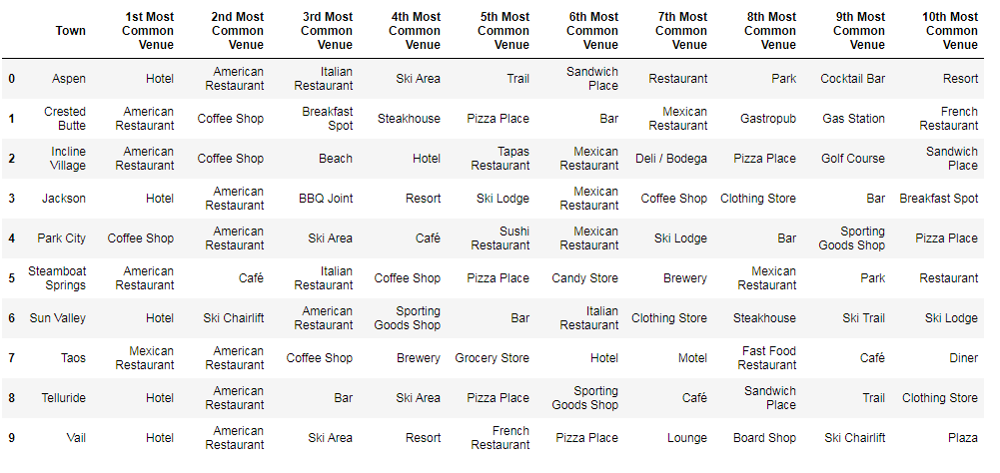 Town 1st Most Common Venue 2nd Most Common Venue 3rd Most Common Venue 4th Most Common Venue 5th Most Common Venue 6th Most Common Venue 7th Most Common Venue 8th Most Common Venue 9th Most Common Venue 10th Most Common Venue
0 Aspen Hotel American Restaurant Italian Restaurant Ski Area Trail Sandwich Place Restaurant Park Cocktail Bar Resort
1 Crested Butte American Restaurant Coffee Shop Breakfast Spot Steakhouse Pizza Place Bar Mexican Restaurant Gastropub Gas Station French Restaurant
2 Incline Village American Restaurant Coffee Shop Beach Hotel Tapas Restaurant Mexican Restaurant Deli / Bodega Pizza Place Golf Course Sandwich Place
3 Jackson Hotel American Restaurant BBQ Joint Resort Ski Lodge Mexican Restaurant Coffee Shop Clothing Store Bar Breakfast Spot
4 Park City Coffee Shop American Restaurant Ski Area Café Sushi Restaurant Mexican Restaurant Ski Lodge Bar Sporting Goods Shop Pizza Place
5 Steamboat Springs American Restaurant Café Italian Restaurant Coffee Shop Pizza Place Candy Store Brewery Mexican Restaurant Park Restaurant
6 Sun Valley Hotel Ski Chairlift American Restaurant Sporting Goods Shop Bar Italian Restaurant Clothing Store Steakhouse Ski Trail Ski Lodge
7 Taos Mexican Restaurant American Restaurant Coffee Shop Brewery Grocery Store Hotel Motel Fast Food Restaurant Café Diner
8 Telluride Hotel American Restaurant Bar Ski Area Pizza Place Sporting Goods Shop Café Sandwich Place Trail Clothing Store
9 Vail Hotel American Restaurant Ski Area Resort French Restaurant Pizza Place Lounge Board Shop Ski Chairlift Plaza